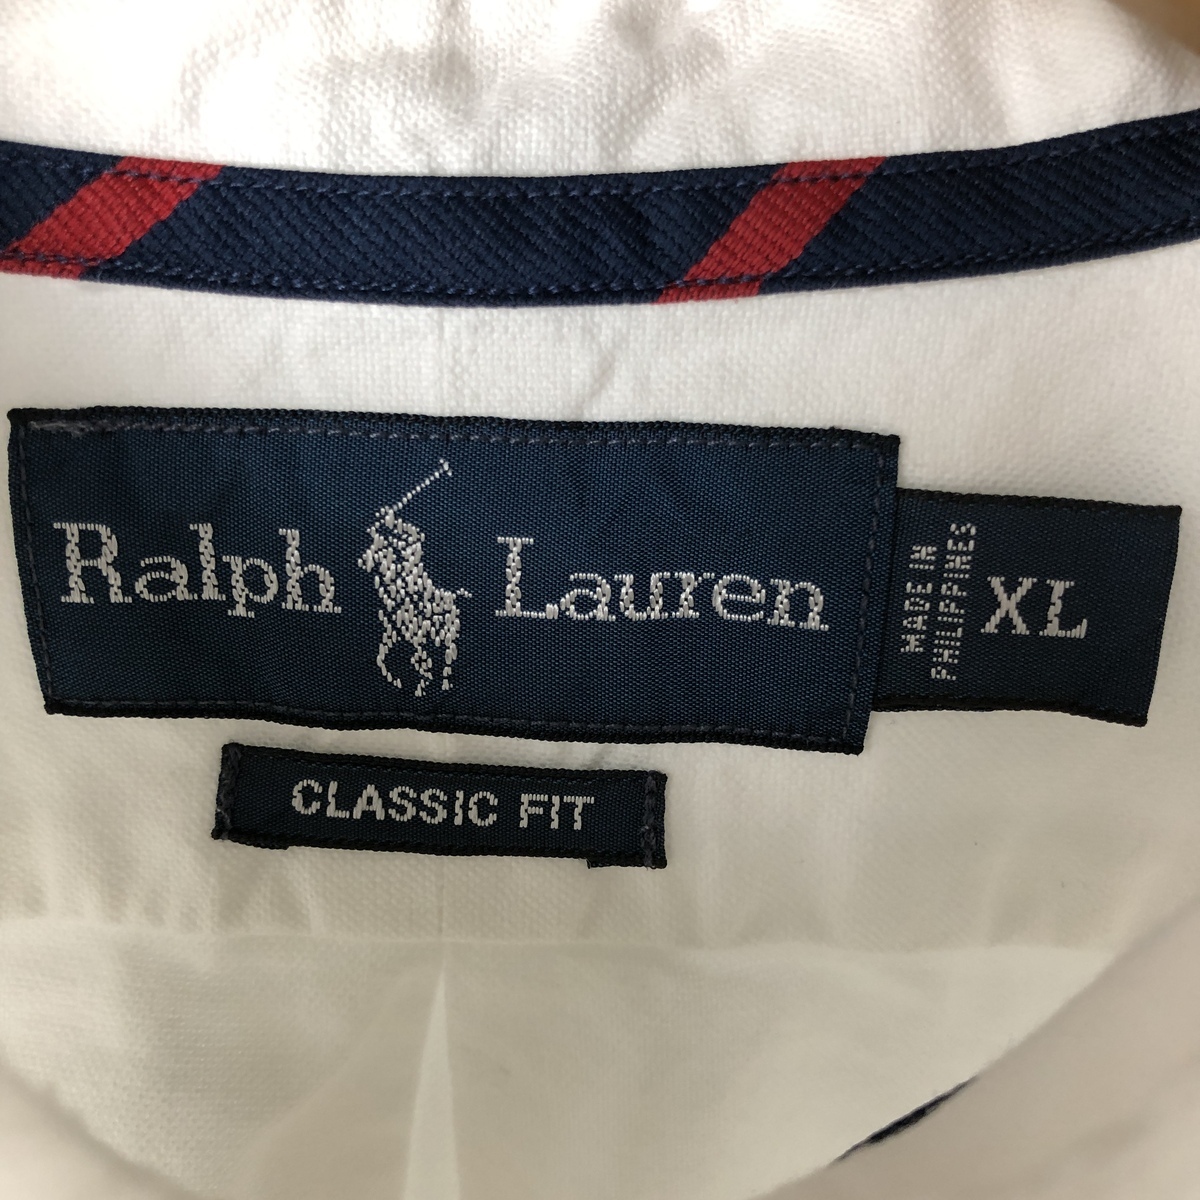 Ralph Lauren
MADE IN
PHILIPPINES
XL
CLASSIC FIT